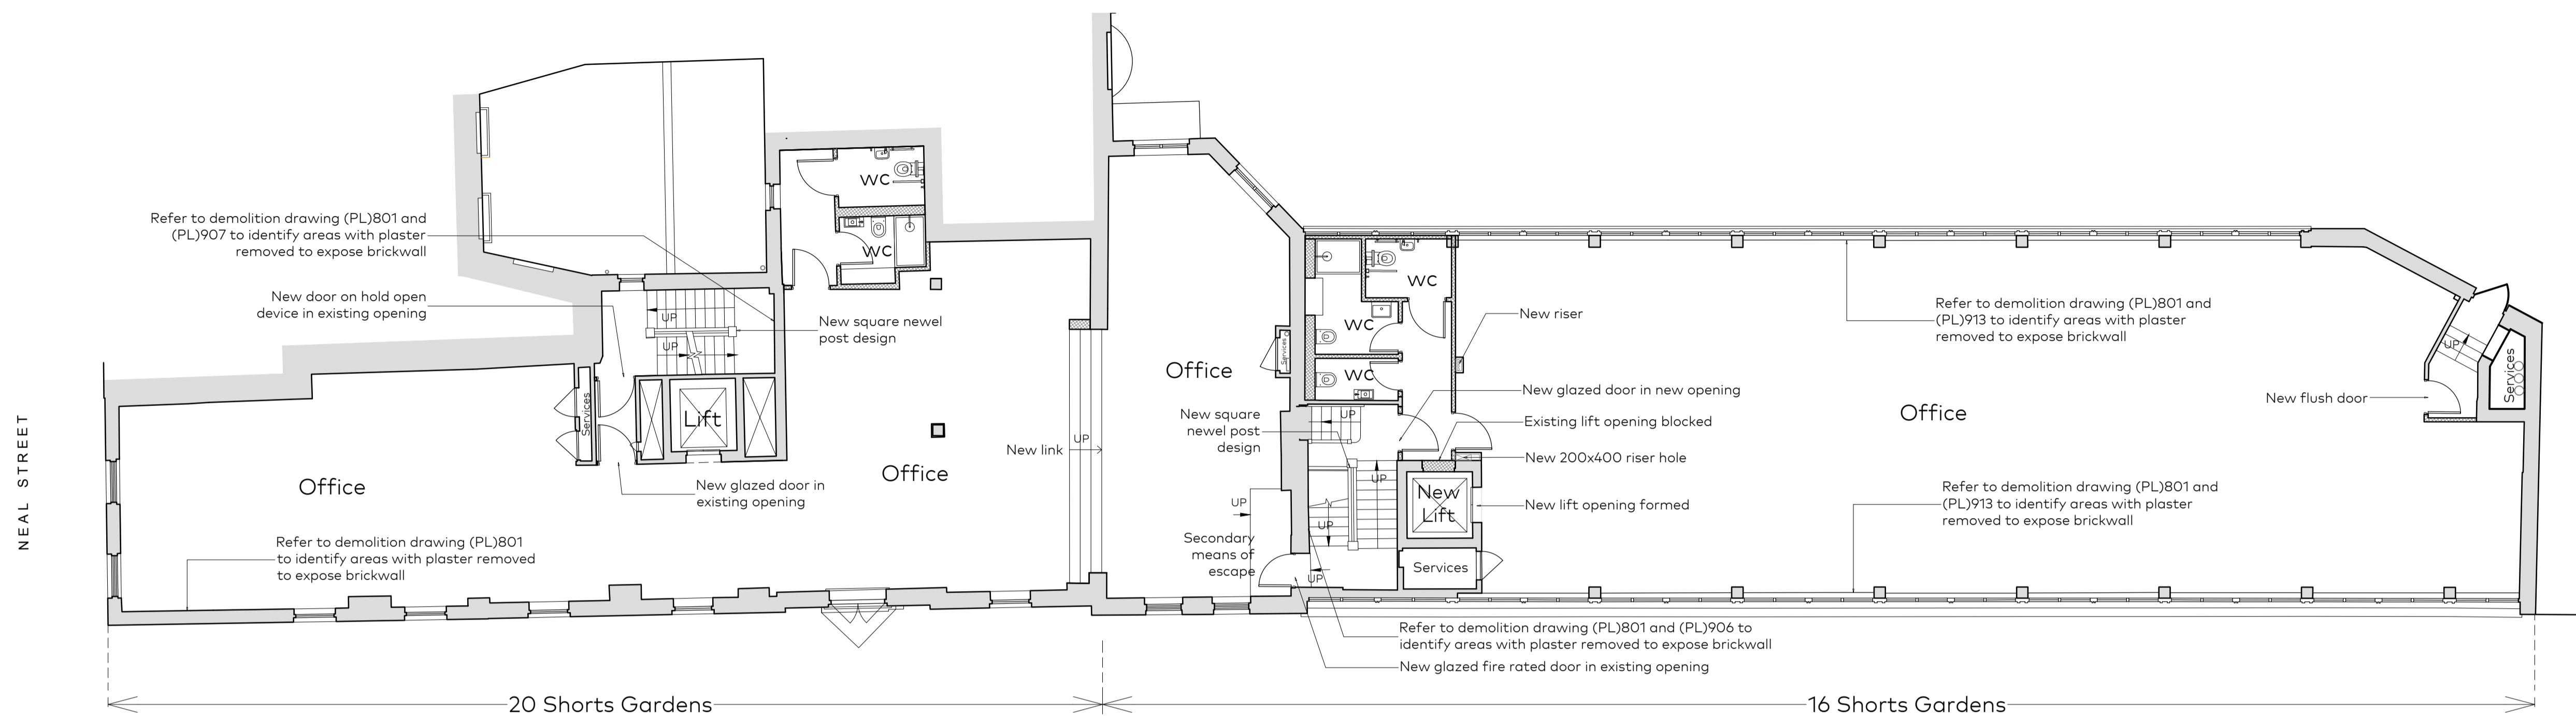 NEAL STREET
Refer to demolition drawing (PL)801 and
(PL)907 to identify areas with plaster
removed to expose brickwall
New door on hold open
device in existing opening
UP
UP
New square newel
post design
WC
WC
Services
Lift
Office
Office
New glazed door in
existing opening
Refer to demolition drawing (PL)801
to identify areas with plaster removed
to expose brickwall
New link
UP
Office
Services
New square
newel post
design
UP
Secondary
means of
escape
WC
WC
WC
UP
UP
UP
UP
New
Lift
Services
New riser
New glazed door in new opening
Existing lift opening blocked
New 200x400 riser hole
New lift opening formed
Refer to demolition drawing (PL)801 and
(PL)913 to identify areas with plaster
removed to expose brickwall
Office
Refer to demolition drawing (PL)801 and
(PL)913 to identify areas with plaster
removed to expose brickwall
New flush door
UP
Services
Refer to demolition drawing (PL)801 and (PL)906 to
identify areas with plaster removed to expose brickwall
New glazed fire rated door in existing opening
20 Shorts Gardens
16 Shorts Gardens